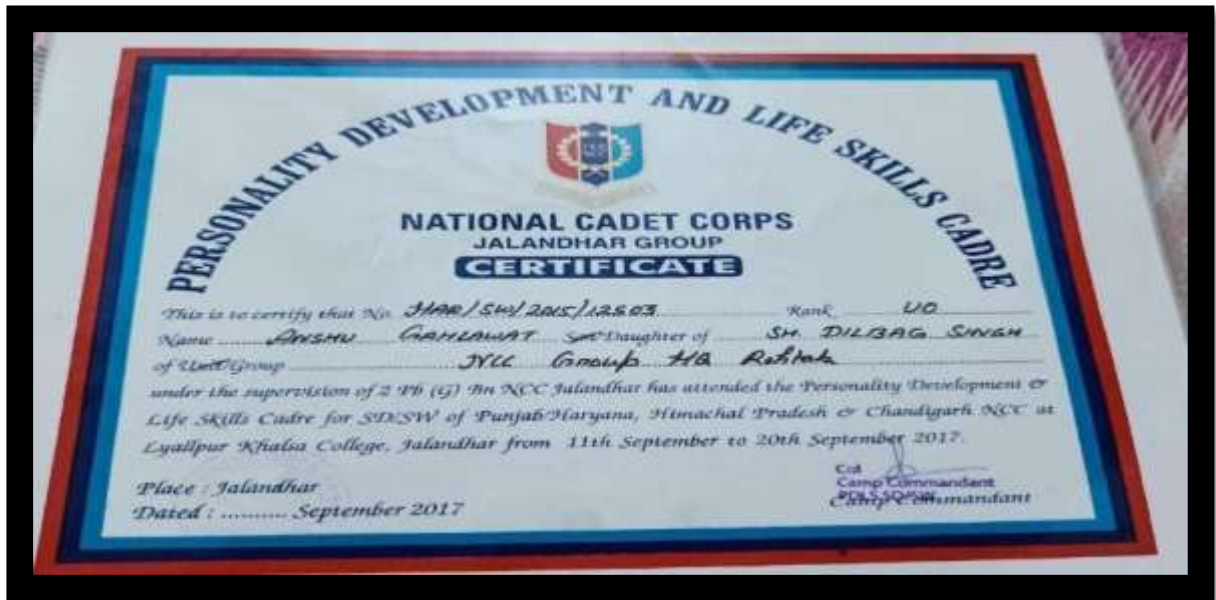 PERSONALITY DEVELOPMENT AND LIFE SKILLS CADRE
NATIONAL CADET CORPS
JALANDHAR GROUP
CERTIFICATE
This is to certify that No. HAR/SW/2015/12503 Rank UO
Name ANSHU GAHLAWAT Son/Daughter of SH. DILBAG SINGH
of Unit/Group Group HQ Rohtak
under the supervision of 2 Pb (G) Bn NCC Jalandhar has attended the Personality Development &
Life Skills Cadre for SD/SW of Punjab/Haryana, Himachal Pradesh & Chandigarh NCC at
Lyallpur Khalsa College, Jalandhar from 11th September to 20th September 2017.
Col
Camp Commandant
Place : Jalandhar
Camp Commandant
Dated : .......... September 2017